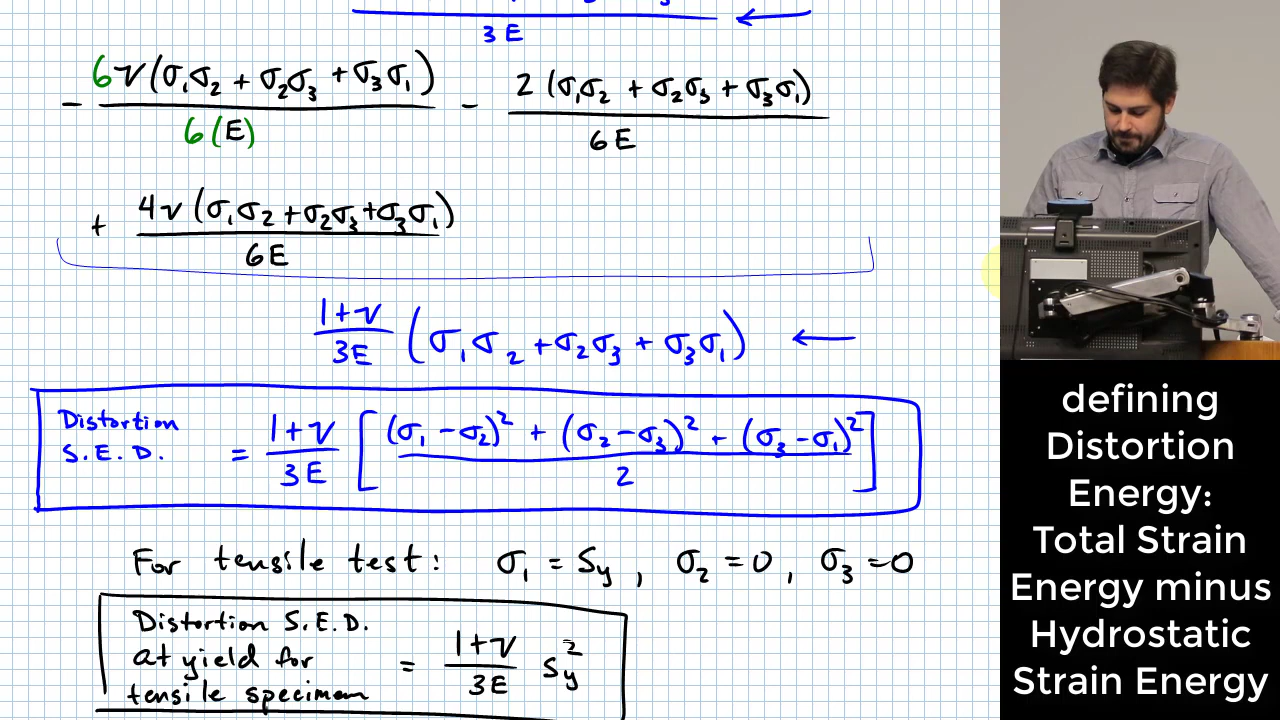 3E
- 6ν(σ₁σ₂ + σ₂σ₃ + σ₃σ₁) / 6(E) - 2(σ₁σ₂ + σ₂σ₃ + σ₃σ₁) / 6E
+ 4ν(σ₁σ₂ + σ₂σ₃ + σ₃σ₁) / 6E
1+ν / 3E (σ₁σ₂ + σ₂σ₃ + σ₃σ₁) ←
Distortion
S.E.D. = 1+ν / 3E [ (σ₁ - σ₂)² + (σ₂ - σ₃)² + (σ₃ - σ₁)² / 2 ]
For tensile test: σ₁ = Sy, σ₂ = 0, σ₃ = 0
Distortion S.E.D.
at yield for = 1+ν / 3E Sy²
tensile specimen
defining
Distortion
Energy:
Total Strain
Energy minus
Hydrostatic
Strain Energy